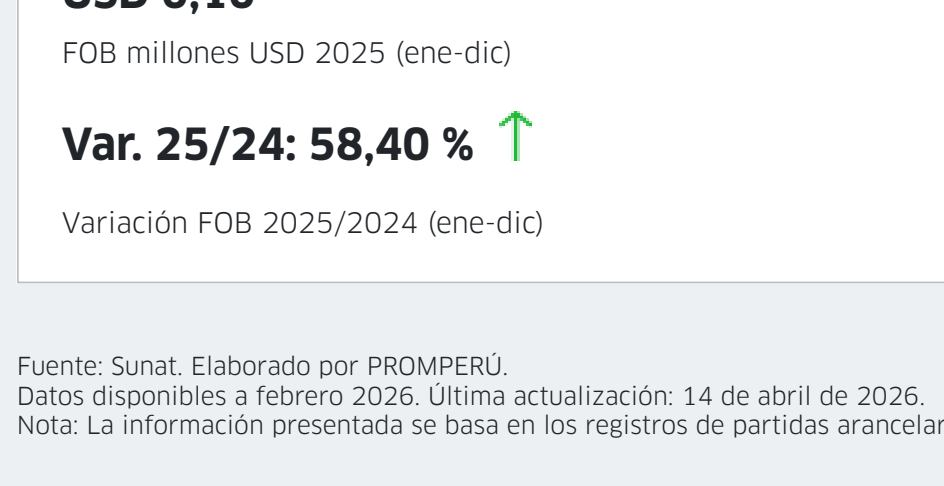 FOB millones USD 2025 (ene-dic)
Var. 25/24: 58,40 %
Variación FOB 2025/2024 (ene-dic)
Fuente: Sunat. Elaborado por PROMPERÚ.
Datos disponibles a febrero 2026. Última actualización: 14 de abril de 2026.
Nota: La información presentada se basa en los registros de partidas